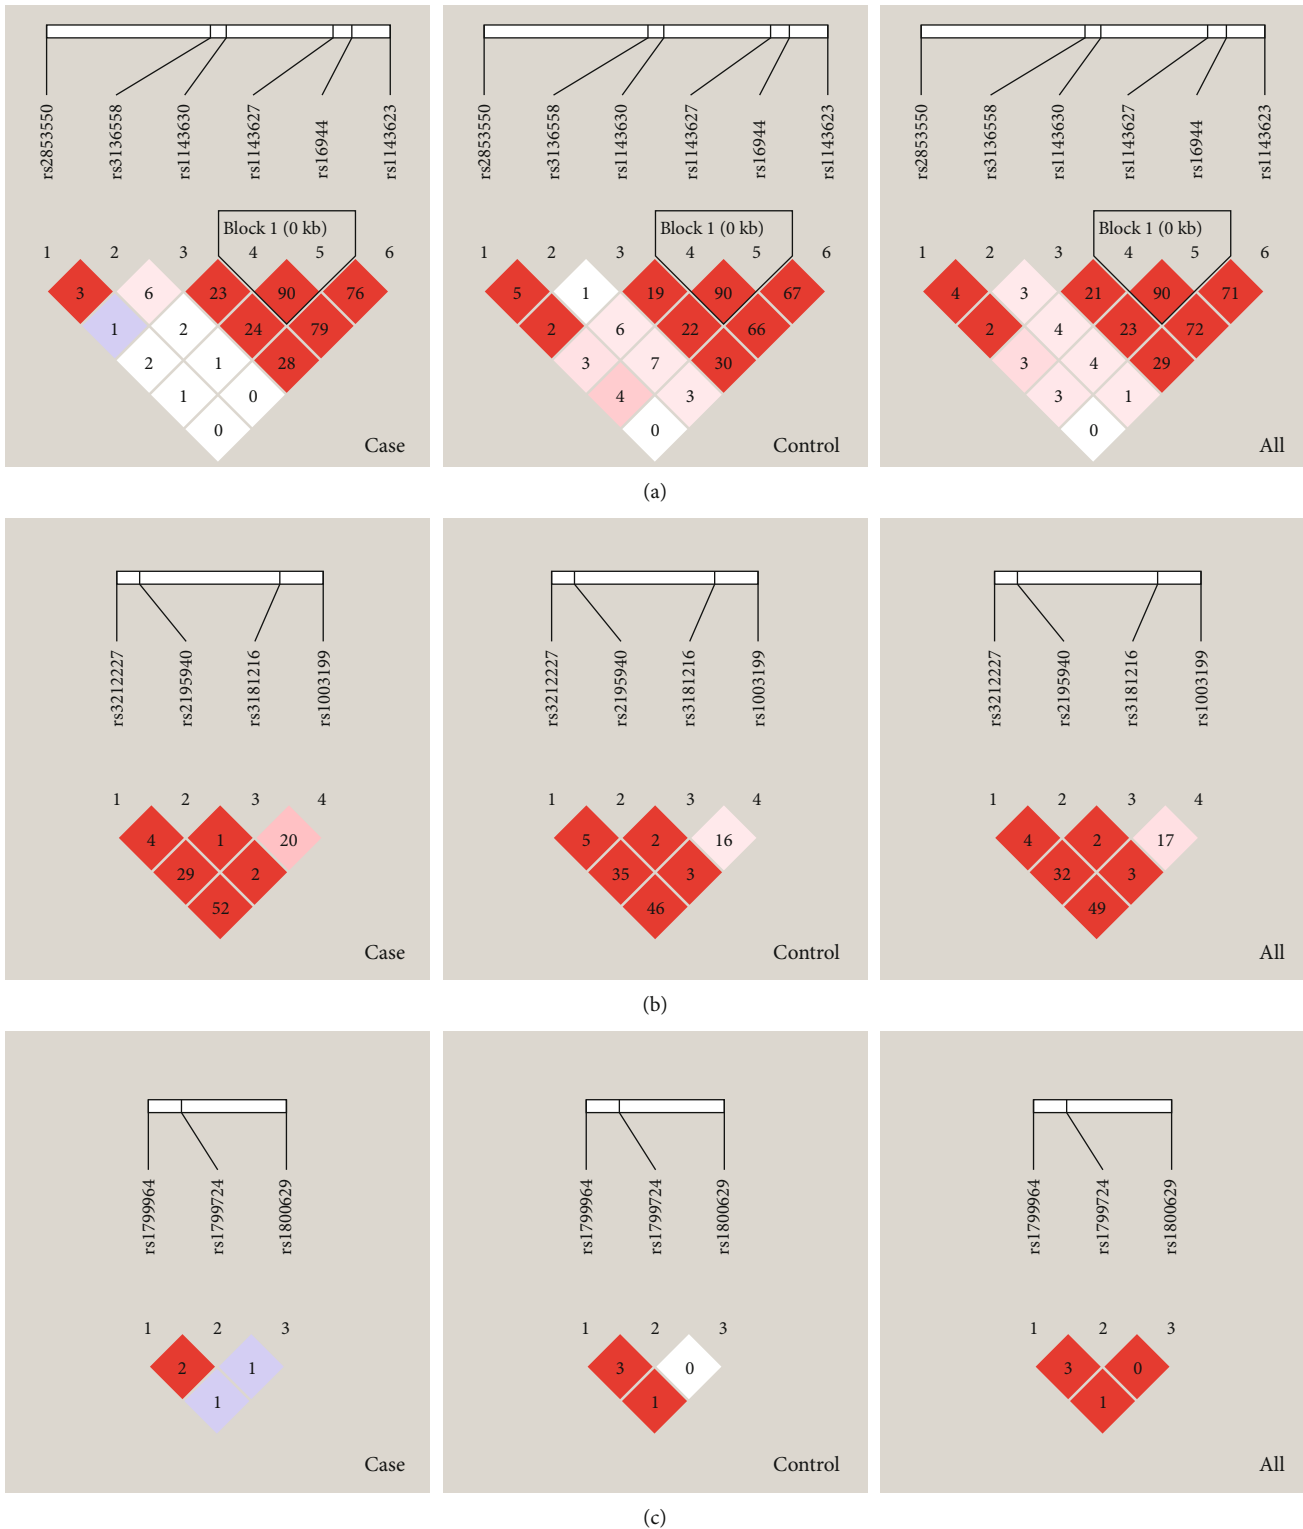 rs2853550 rs3136558 rs1143630 rs1143627 rs16944 rs1143623
Block 1 (0 kb)
1 2 3 4 5 6
3 6 23 90 76
1 2 24 79
2 1 28
1 0
0
Case
rs2853550 rs3136558 rs1143630 rs1143627 rs16944 rs1143623
Block 1 (0 kb)
1 2 3 4 5 6
5 1 19 90 67
2 6 22 66
3 7 30
4 3
0
Control
rs2853550 rs3136558 rs1143630 rs1143627 rs16944 rs1143623
Block 1 (0 kb)
1 2 3 4 5 6
4 3 21 90 71
2 4 23 72
3 4 29
3 1
0
All
(a)
rs3212227 rs2195940 rs3181216 rs1003199
1 2 3 4
4 1 20
29 2
52
Case
rs3212227 rs2195940 rs3181216 rs1003199
1 2 3 4
5 2 16
35 3
46
Control
rs3212227 rs2195940 rs3181216 rs1003199
1 2 3 4
4 2 17
32 3
49
All
(b)
rs1799964 rs1799724 rs1800629
1 2 3
2 1
1
Case
rs1799964 rs1799724 rs1800629
1 2 3
3 0
1
Control
rs1799964 rs1799724 rs1800629
1 2 3
3 0
1
All
(c)